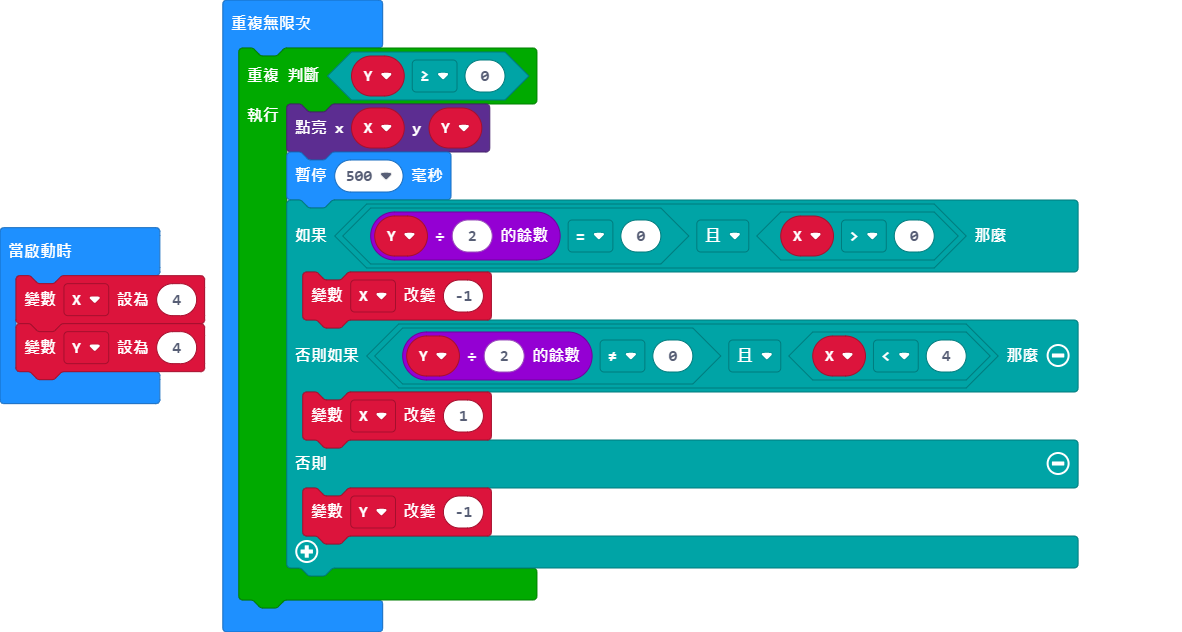 當啟動時
變數 X 設為 4
變數 Y 設為 4
重複無限次
重複 判斷 Y ≥ 0
執行
點亮 x X y Y
暫停 500 毫秒
如果 Y ÷ 2 的餘數 = 0 且 X > 0 那麼
變數 X 改變 -1
否則如果 Y ÷ 2 的餘數 ≠ 0 且 X < 4 那麼
變數 X 改變 1
否則
變數 Y 改變 -1